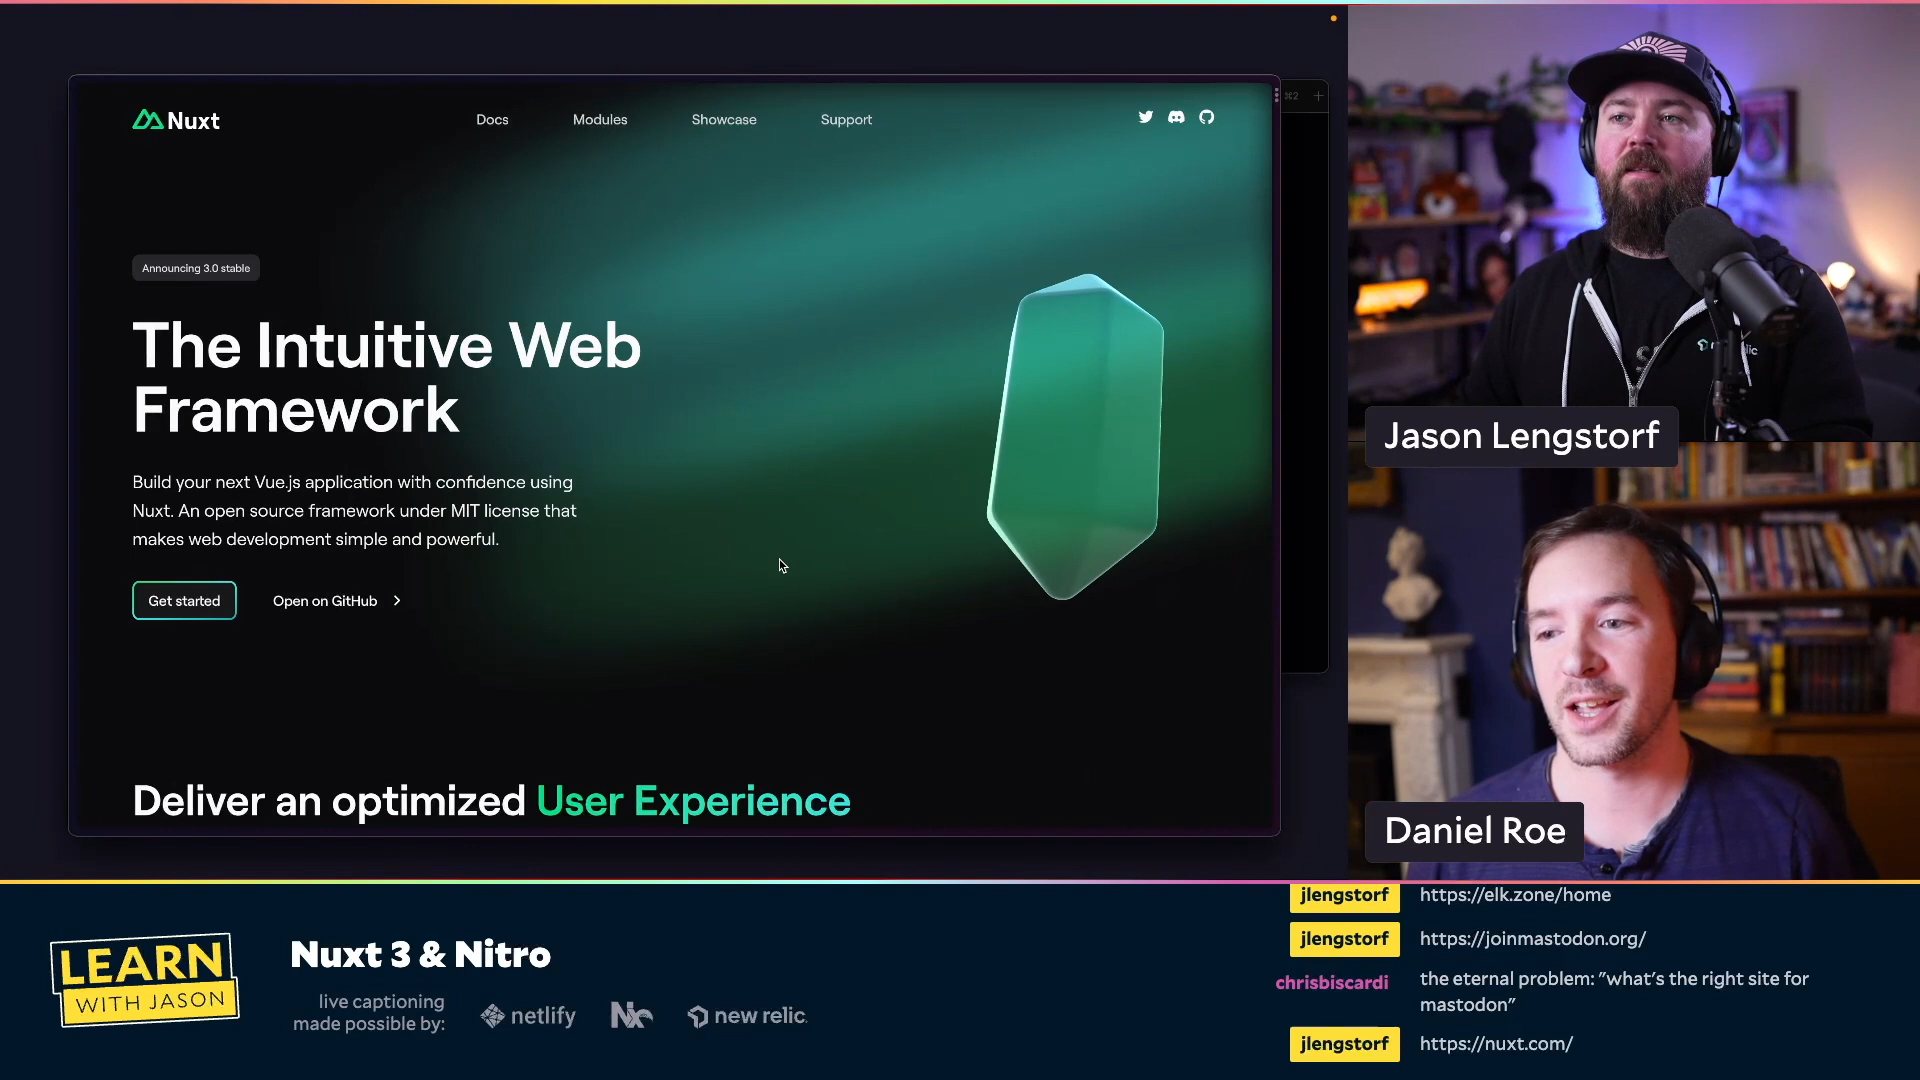 Nuxt
Docs
Modules
Showcase
Support
⌘2
Announcing 3.0 stable
The Intuitive Web
Framework
Build your next Vue.js application with confidence using
Nuxt. An open source framework under MIT license that
makes web development simple and powerful.
Get started
Open on GitHub
Deliver an optimized User Experience
Jason Lengstorf
Daniel Roe
LEARN
WITH JASON
Nuxt 3 & Nitro
live captioning
made possible by:
netlify
Nx
new relic.
jlengstorf https://elk.zone/home
jlengstorf https://joinmastodon.org/
chrisbiscardi the eternal problem: "what's the right site for
mastodon"
jlengstorf https://nuxt.com/